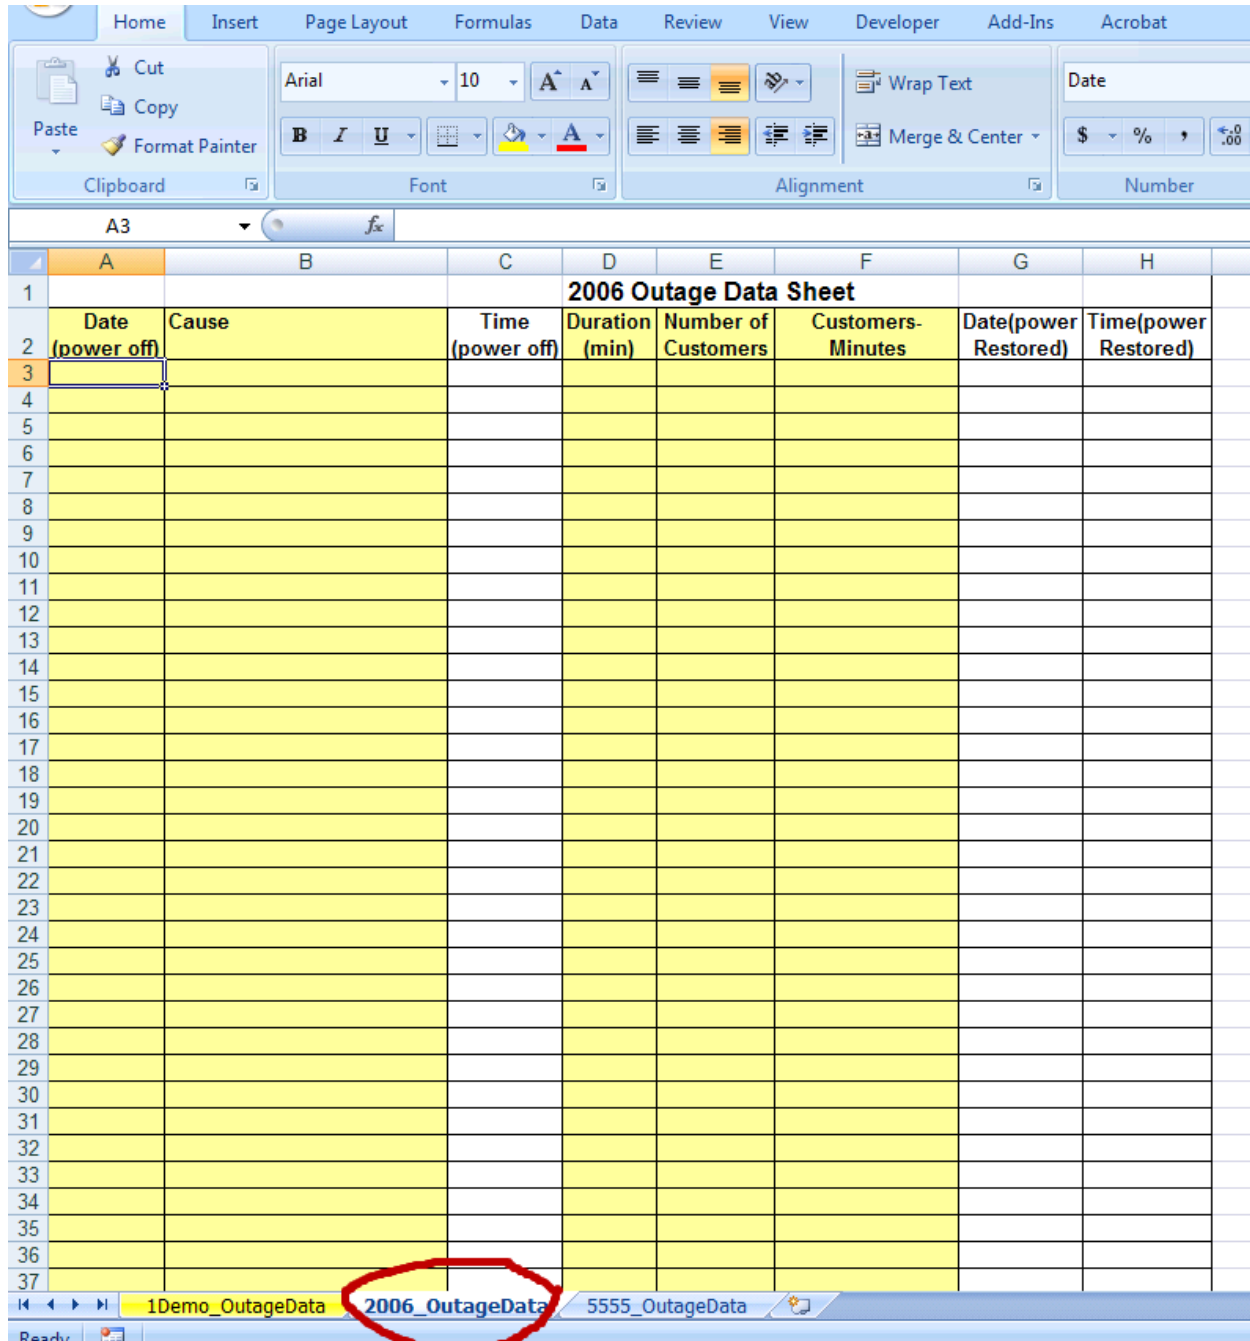 Home Insert Page Layout Formulas Data Review View Developer Add-Ins Acrobat
Cut
Copy
Format Painter
Paste
Arial 10 A A Wrap Text Date
B I U A Merge & Center $ % , .00
Clipboard Font Alignment Number
A3 fx
A B C D E F G H
1 2006 Outage Data Sheet
Date Cause Time Duration Number of Customers- Date(power Time(power
2 (power off) (power off) (min) Customers Minutes Restored) Restored)
3
4
5
6
7
8
9
10
11
12
13
14
15
16
17
18
19
20
21
22
23
24
25
26
27
28
29
30
31
32
33
34
35
36
37
1Demo_OutageData 2006_OutageData 5555_OutageData
Ready